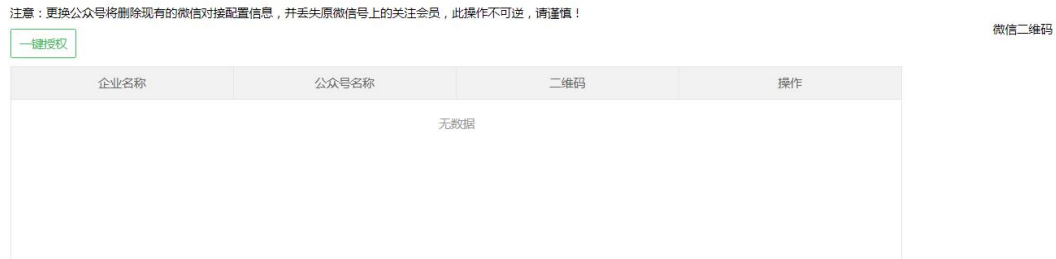 注意：更换公众号将删除现有的微信对接配置信息，并丢失原微信号上的关注会员，此操作不可逆，请谨慎！
微信二维码
一键授权
企业名称 公众号名称 二维码 操作
无数据